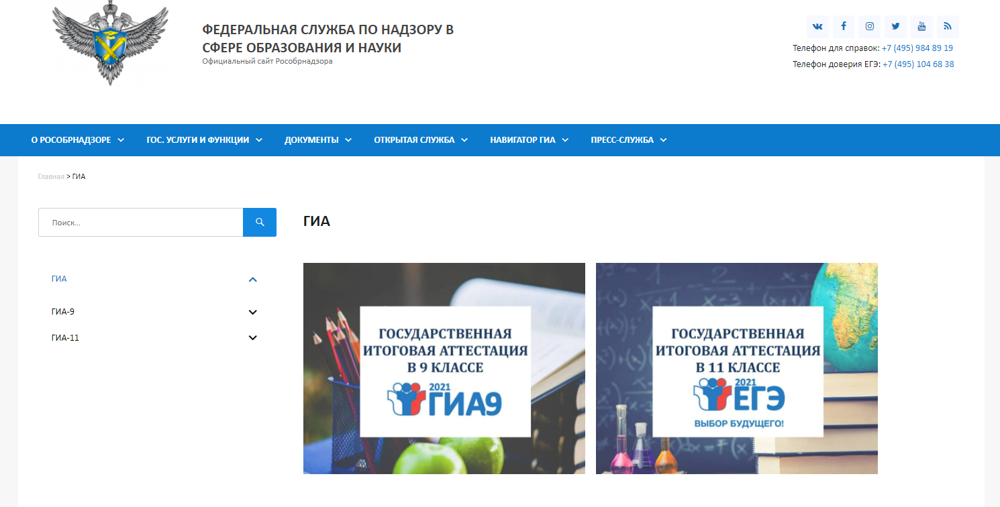 ФЕДЕРАЛЬНАЯ СЛУЖБА ПО НАДЗОРУ В
СФЕРЕ ОБРАЗОВАНИЯ И НАУКИ
Официальный сайт Рособрнадзора
Телефон для справок: +7 (495) 984 89 19
Телефон доверия ЕГЭ: +7 (495) 104 68 38
О РОСОБРНАДЗОРЕ ГОС. УСЛУГИ И ФУНКЦИИ ДОКУМЕНТЫ ОТКРЫТАЯ СЛУЖБА НАВИГАТОР ГИА ПРЕСС-СЛУЖБА
Главная > ГИА
Поиск...
ГИА
ГИА-9
ГИА-11
ГИА
ГОСУДАРСТВЕННАЯ
ИТОГОВАЯ АТТЕСТАЦИЯ
В 9 КЛАССЕ
2021
ГИА9
ГОСУДАРСТВЕННАЯ
ИТОГОВАЯ АТТЕСТАЦИЯ
В 11 КЛАССЕ
2021
ЕГЭ
ВЫБОР БУДУЩЕГО!